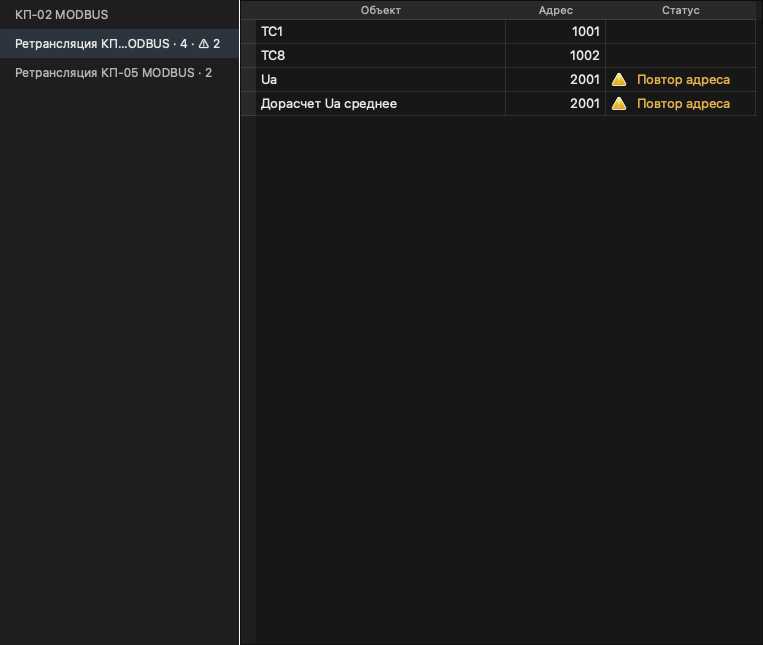 КП-02 MODBUS
Ретрансляция КП...ODBUS · 4 · ⚠ 2
Ретрансляция КП-05 MODBUS · 2
Объект Адрес Статус
ТС1 1001
ТС8 1002
Ua 2001 ⚠ Повтор адреса
Дорасчет Ua среднее 2001 ⚠ Повтор адреса